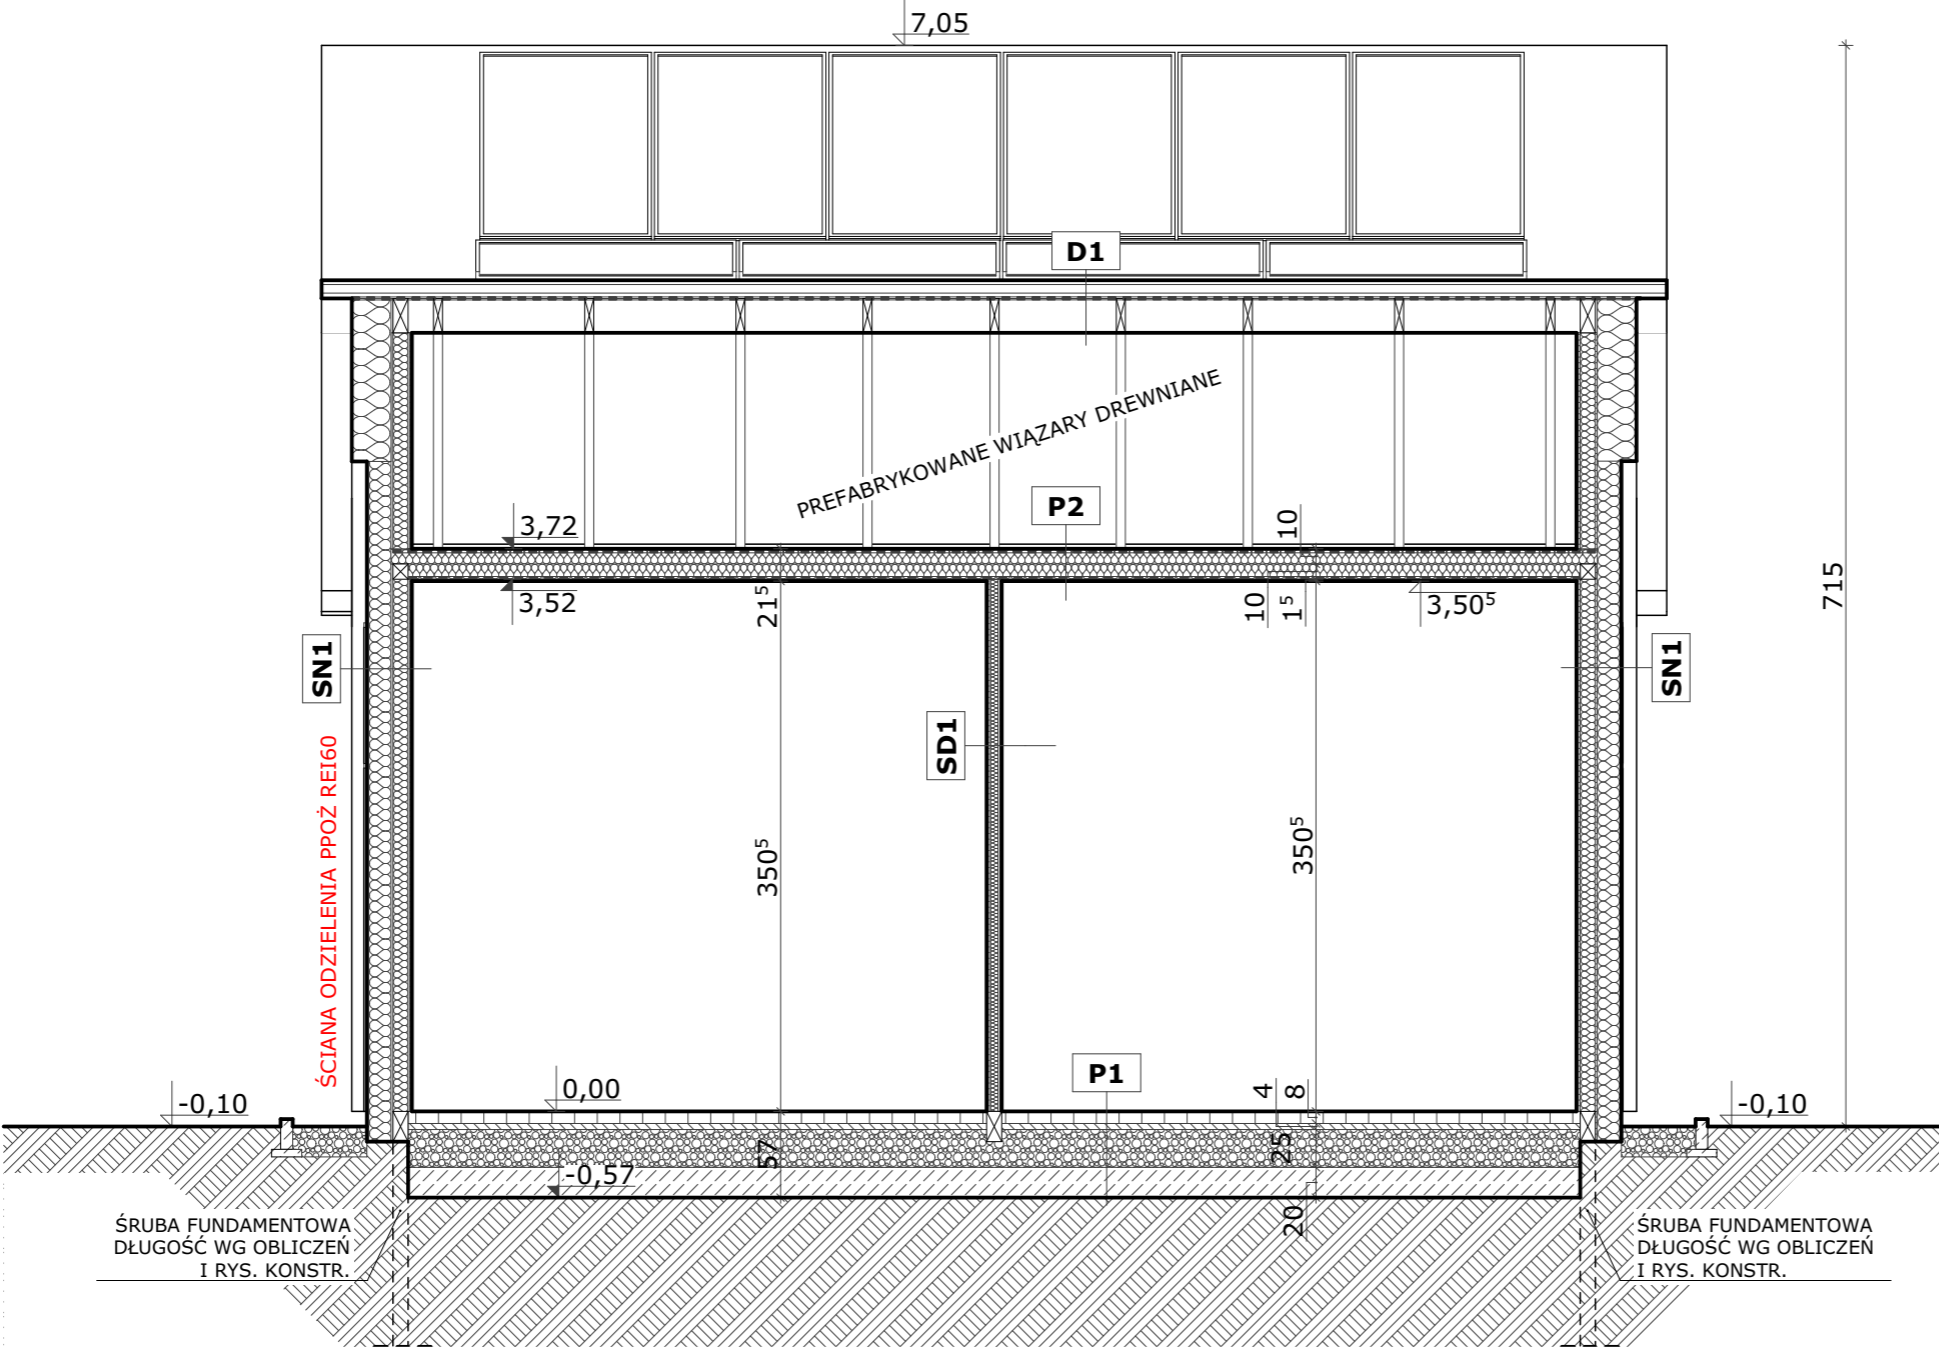 7,05
D1
PREFABRYKOWANE WIĄZARY DREWNIANE
P2
3,72
10
3,52
21⁵
10
1⁵
3,50⁵
715
SN1
SN1
SD1
ŚCIANA ODZIELENIA PPOŻ REI60
350⁵
350⁵
P1
0,00
4
8
-0,10
-0,10
57
25
-0,57
20
ŚRUBA FUNDAMENTOWA
DŁUGOŚĆ WG OBLICZEŃ
I RYS. KONSTR.
ŚRUBA FUNDAMENTOWA
DŁUGOŚĆ WG OBLICZEŃ
I RYS. KONSTR.